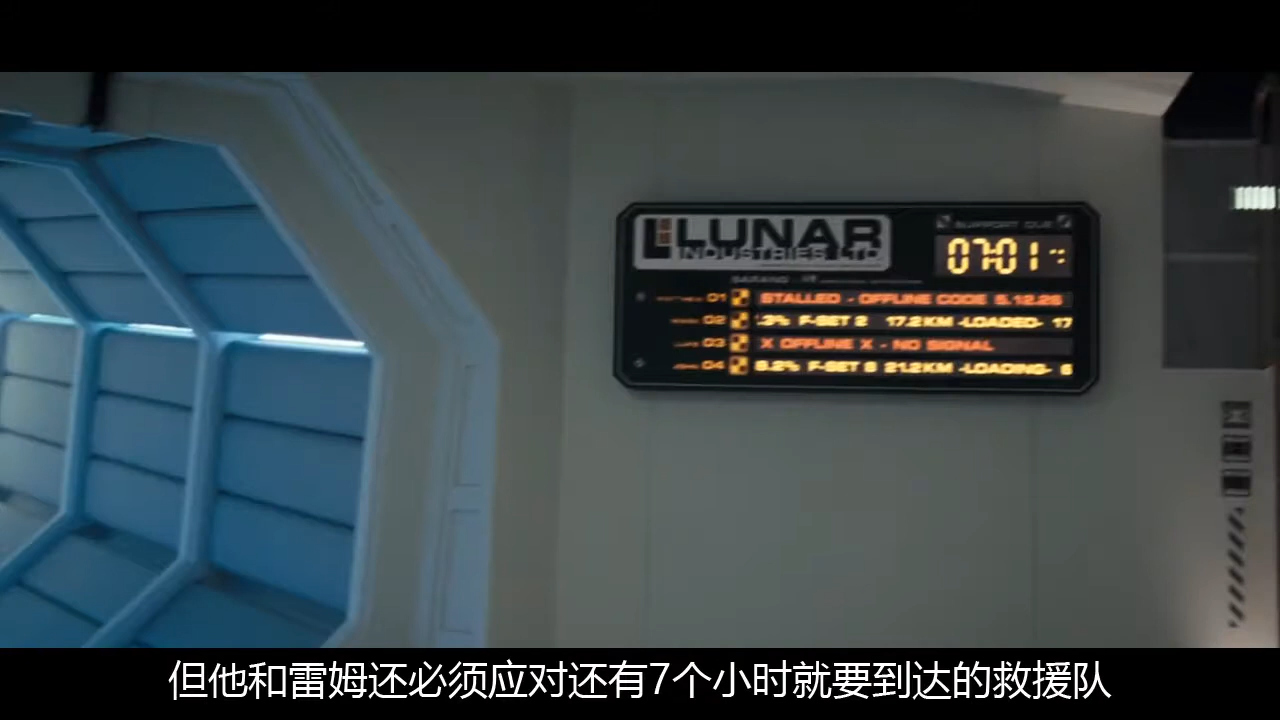 LUNAR
INDUSTRIES LTD
SUPPORT DUE
07:01
SARANG
01 STALLED - OFFLINE CODE 5.12.26
02 .3% F-SET 2 17.2KM -LOADED- 17
03 X OFFLINE X - NO SIGNAL
04 8.2% F-SET 8 21.2KM -LOADING- 6
但他和雷姆还必须应对还有7个小时就要到达的救援队